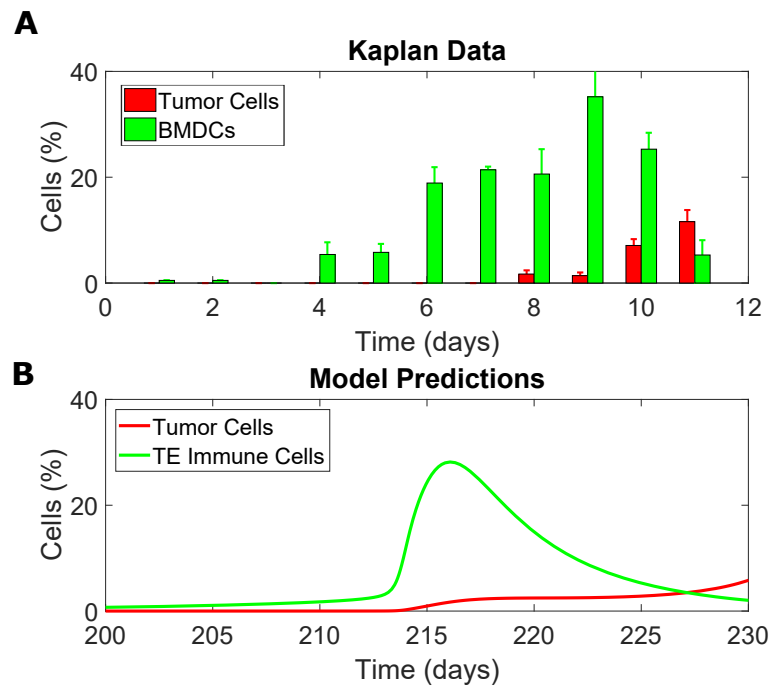 A
Kaplan Data
Tumor Cells
BMDCs
Cells (%)
40
20
0
0 2 4 6 8 10 12
Time (days)
B
Model Predictions
Tumor Cells
TE Immune Cells
Cells (%)
40
20
0
200 205 210 215 220 225 230
Time (days)